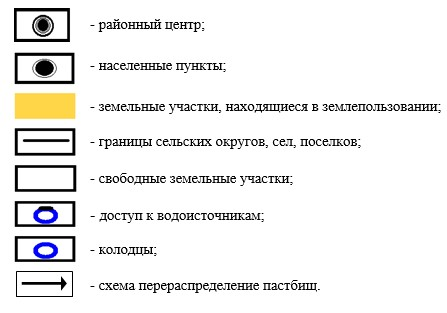 - районный центр;
- населенные пункты;
- земельные участки, находящиеся в землепользовании;
- границы сельских округов, сел, поселков;
- свободные земельные участки;
- доступ к водоисточникам;
- колодцы;
- схема перераспределение пастбищ.